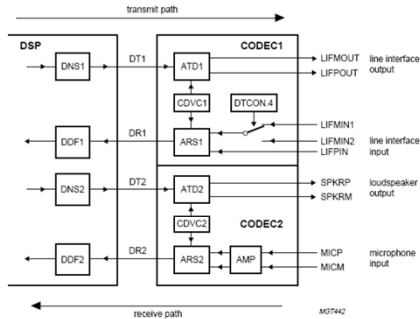 transmit path
DSP
CODEC1
DNS1
DT1
ATD1
LIFMOUT
LIFPOUT
line interface
output
CDVC1
DTCON.4
DDF1
DR1
ARS1
LIFMIN1
LIFMIN2
LIFPIN
line interface
input
DNS2
DT2
ATD2
SPKRP
SPKRM
loudspeaker
output
CDVC2
CODEC2
DDF2
DR2
ARS2
AMP
MICP
MICM
microphone
input
receive path
MGT442